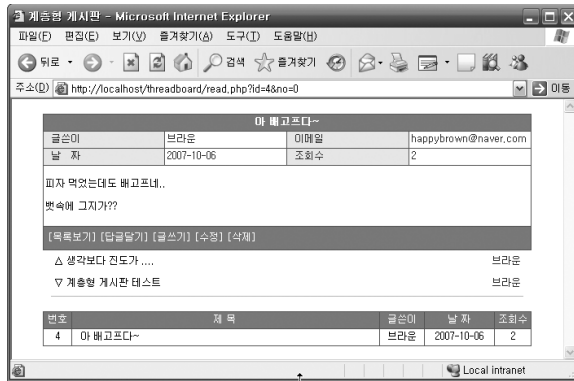 계층형 게시판 - Microsoft Internet Explorer
파일(F) 편집(E) 보기(V) 즐겨찾기(A) 도구(T) 도움말(H)
뒤로 검색 즐겨찾기
주소(D) http://localhost/threadboard/read.php?id=4&no=0 이동
아 배고프다~
글쓴이 브라운 이메일 happybrown@naver.com
날 짜 2007-10-06 조회수 2
피자 먹었는데도 배고프네..
벳속에 그지가??
[목록보기] [답글달기] [글쓰기] [수정] [삭제]
△ 생각보다 진도가 .... 브라운
▽ 계층형 게시판 테스트 브라운
번호 제 목 글쓴이 날 짜 조회수
4 아 배고프다~ 브라운 2007-10-06 2
Local intranet